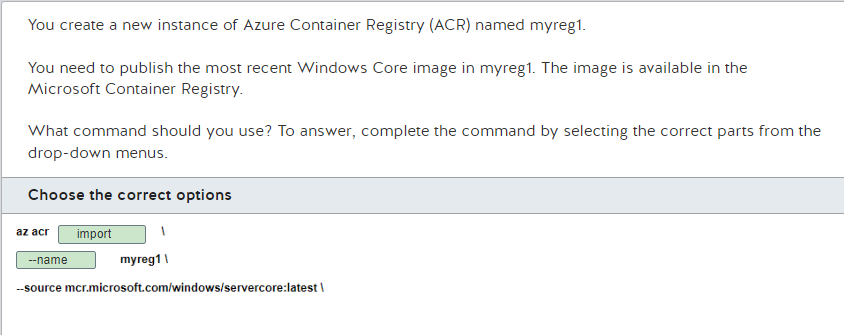 You create a new instance of Azure Container Registry (ACR) named myreg1.
You need to publish the most recent Windows Core image in myreg1. The image is available in the
Microsoft Container Registry.
What command should you use? To answer, complete the command by selecting the correct parts from the
drop-down menus.
Choose the correct options
az acr import \
--name myreg1 \
--source mcr.microsoft.com/windows/servercore:latest \